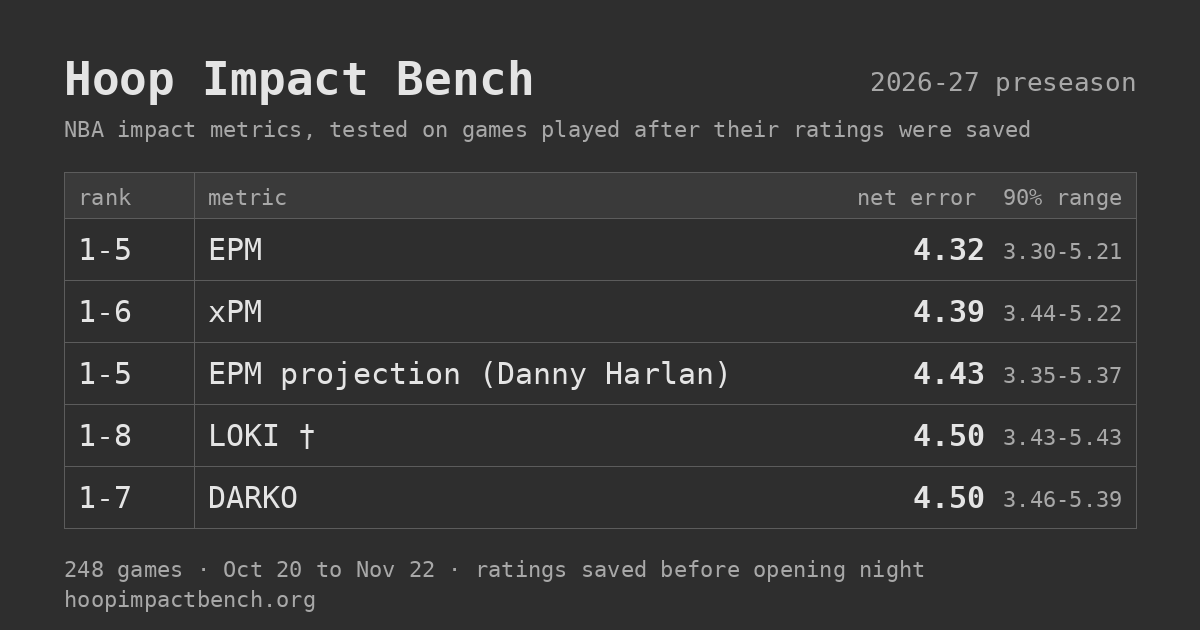 Hoop Impact Bench 2026-27 preseason
NBA impact metrics, tested on games played after their ratings were saved
rank metric net error 90% range
1-5 EPM 4.32 3.30-5.21
1-6 xPM 4.39 3.44-5.22
1-5 EPM projection (Danny Harlan) 4.43 3.35-5.37
1-8 LOKI † 4.50 3.43-5.43
1-7 DARKO 4.50 3.46-5.39
248 games · Oct 20 to Nov 22 · ratings saved before opening night
hoopimpactbench.org